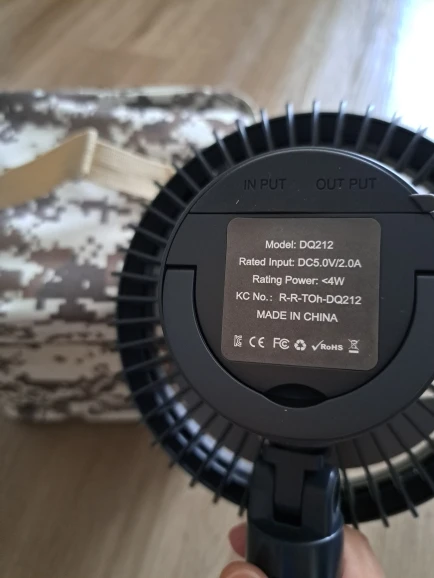 IN PUT OUT PUT
Model: DQ212
Rated Input: DC5.0V/2.0A
Rating Power: <4W
KC No.: R-R-TOh-DQ212
MADE IN CHINA
CE FC RoHS